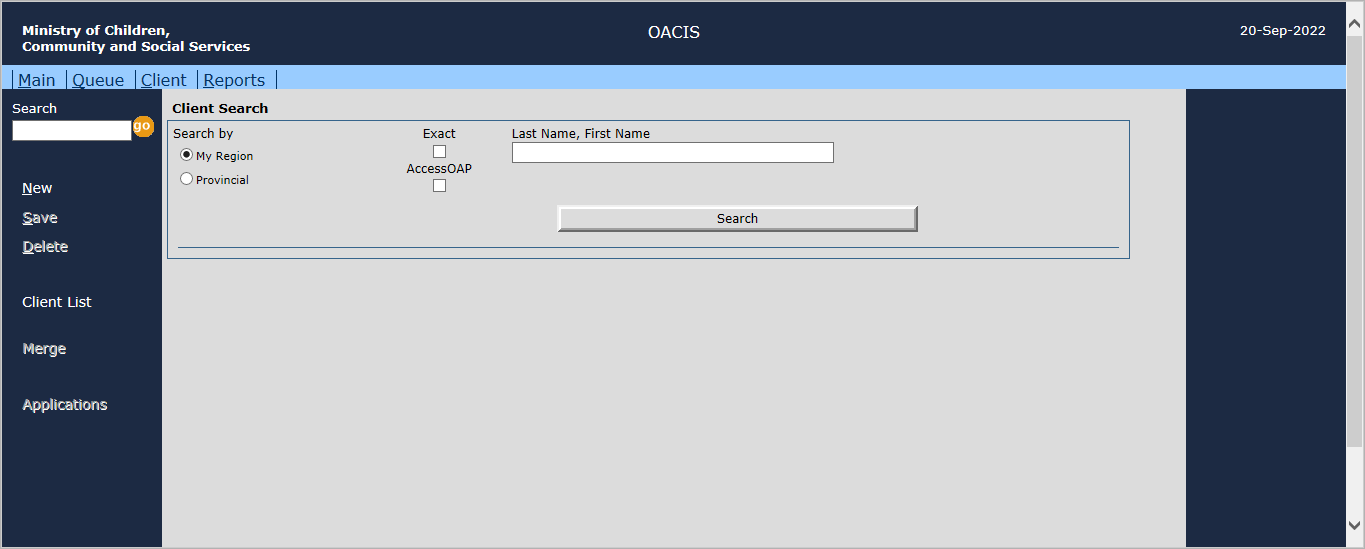 Ministry of Children,
Community and Social Services
OACIS
20-Sep-2022
Main Queue Client Reports
Search
go
New
Save
Delete
Client List
Merge
Applications
Client Search
Search by
My Region
Provincial
Exact
AccessOAP
Last Name, First Name
Search